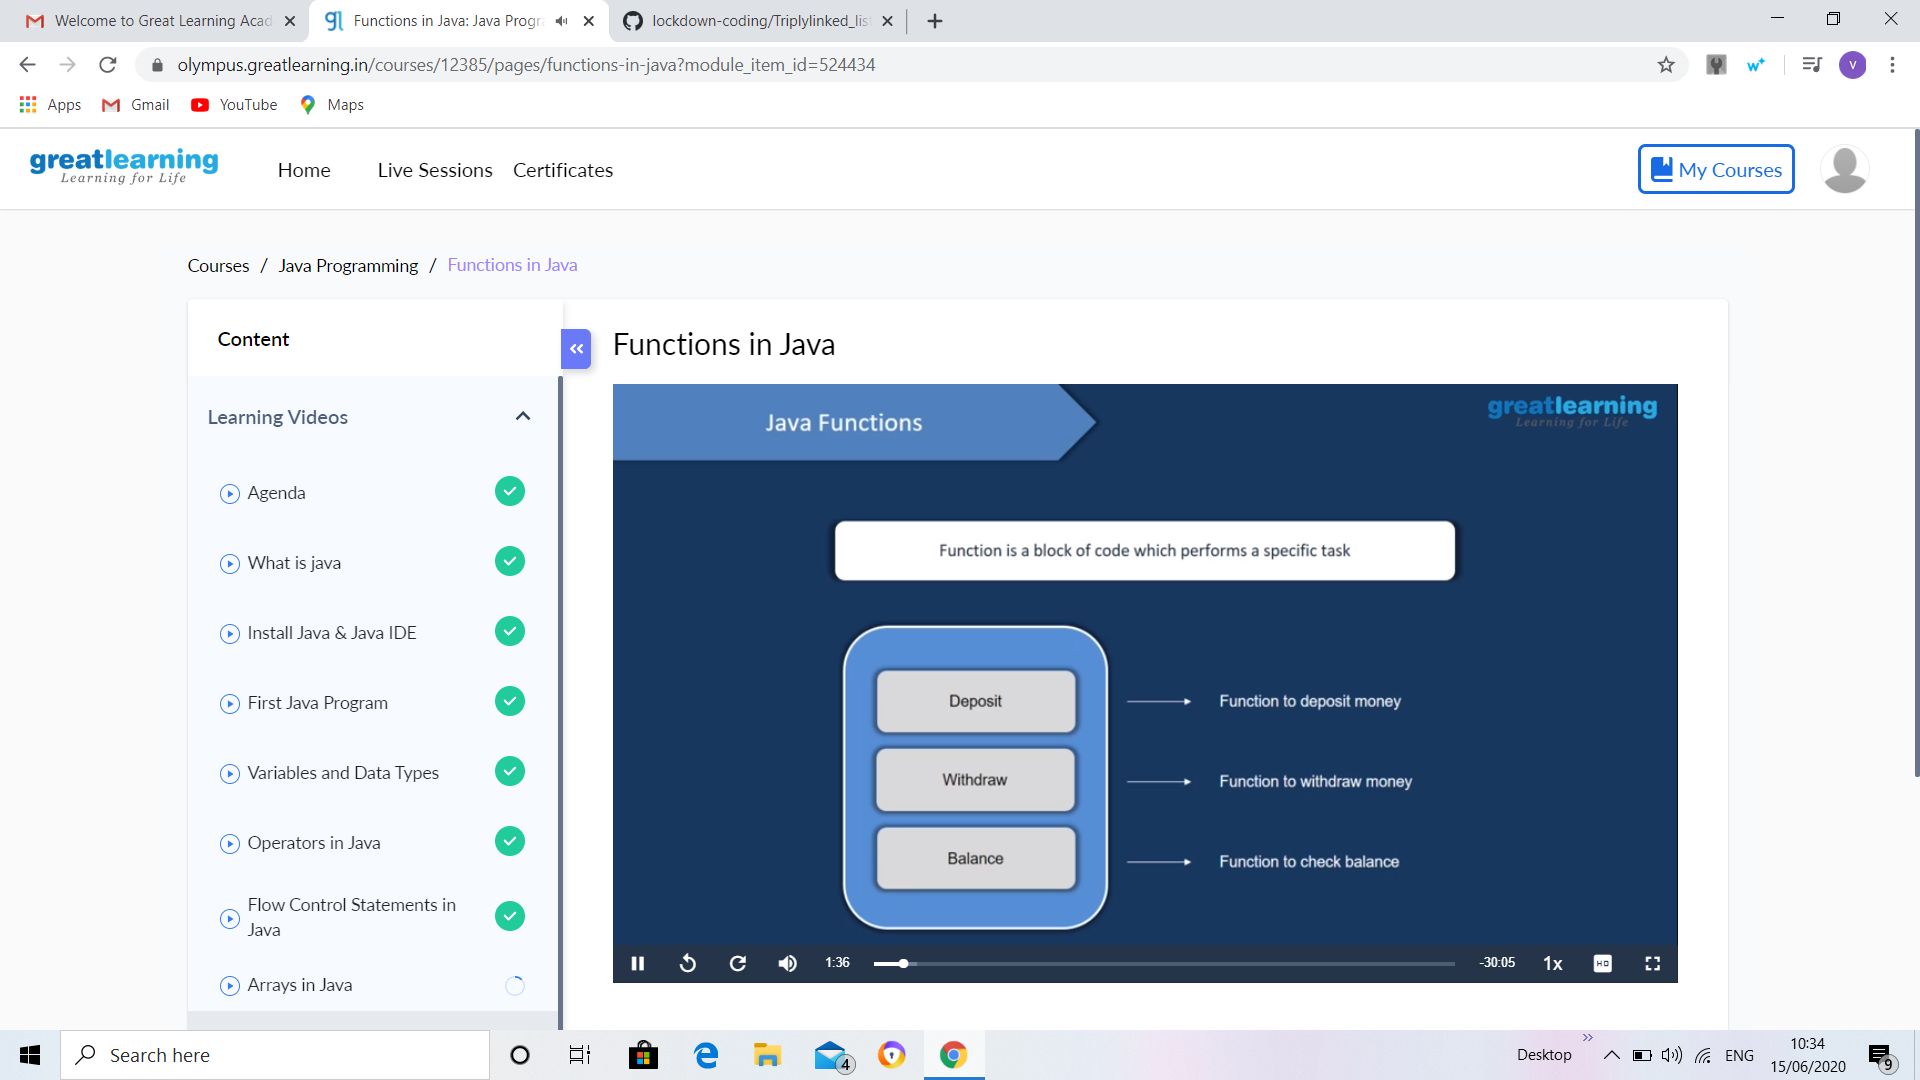 Welcome to Great Learning Acad
Functions in Java: Java Progra
lockdown-coding/Triplylinked_lis
olympus.greatlearning.in/courses/12385/pages/functions-in-java?module_item_id=524434
V
Apps
Gmail
YouTube
Maps
greatlearning
Learning for Life
Home
Live Sessions
Certificates
My Courses
Courses / Java Programming / Functions in Java
Content
Functions in Java
Learning Videos
Agenda
What is java
Install Java & Java IDE
First Java Program
Variables and Data Types
Operators in Java
Flow Control Statements in
Java
Arrays in Java
Java Functions
greatlearning
Learning for Life
Function is a block of code which performs a specific task
Deposit
Function to deposit money
Withdraw
Function to withdraw money
Balance
Function to check balance
1:36
-30:05
1x
HD
Search here
4
Desktop
ENG
10:34
15/06/2020
9